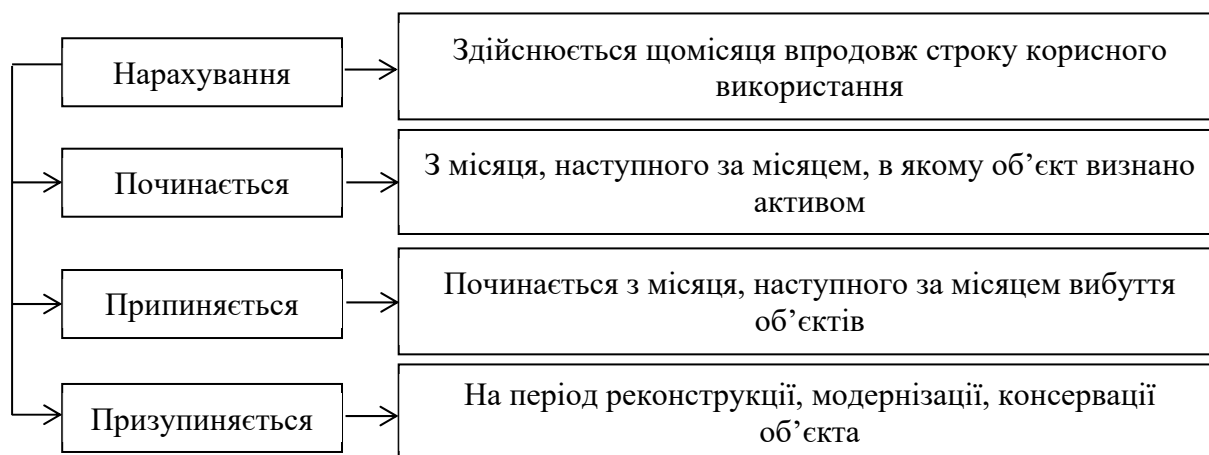 Нарахування
Здійснюється щомісяця впродовж строку корисного
використання
Починається
З місяця, наступного за місяцем, в якому об’єкт визнано
активом
Припиняється
Починається з місяця, наступного за місяцем вибуття
об’єктів
Призупиняється
На період реконструкції, модернізації, консервації
об’єкта